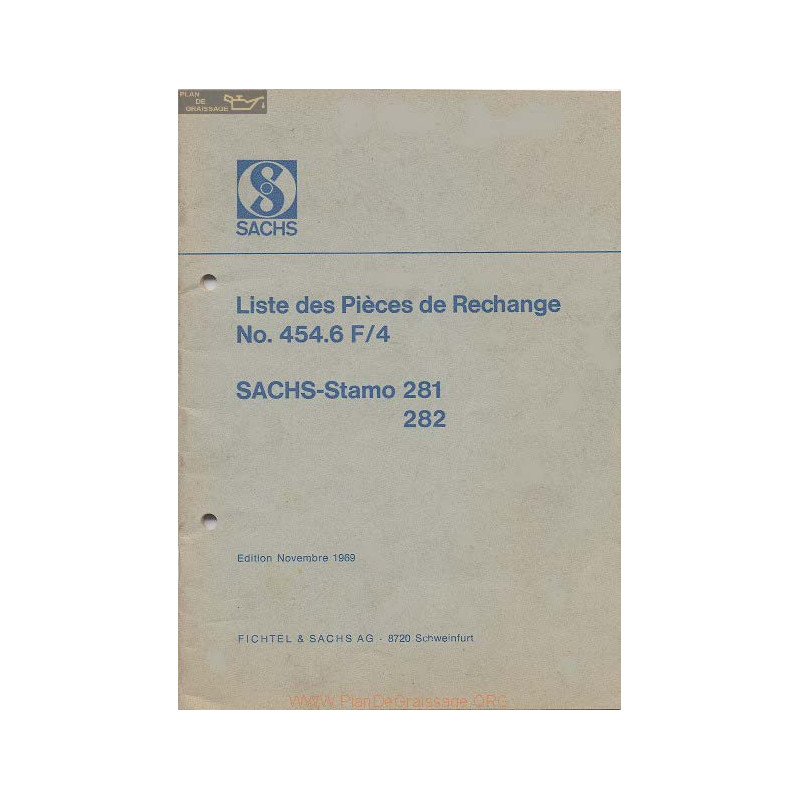 PLAN
DE
GRAISSAGE
SACHS
Liste des Pièces de Rechange
No. 454.6 F/4
SACHS-Stamo 281
282
Edition Novembre 1969
FICHTEL & SACHS AG - 8720 Schweinfurt
WWW.PlanDeGraissage.ORG